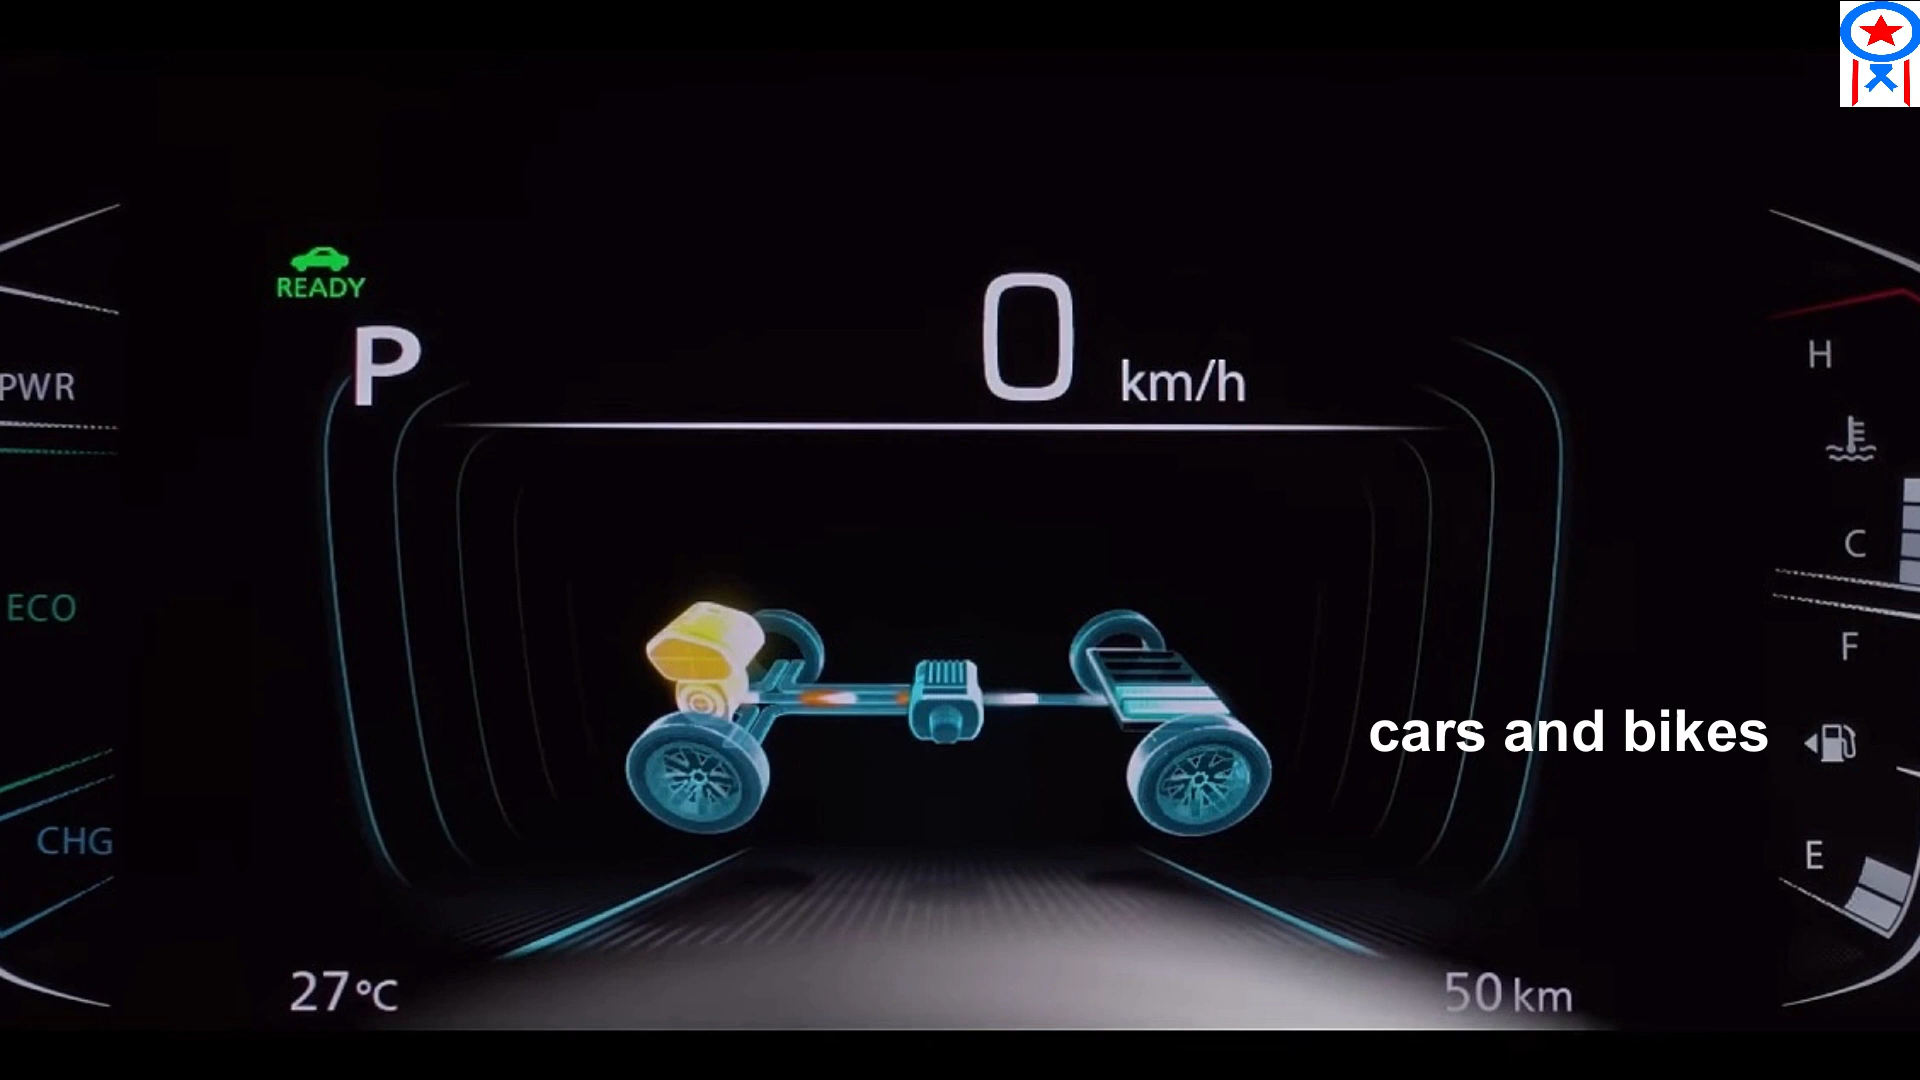 READY
P
0 km/h
PWR
H
C
ECO
F
cars and bikes
CHG
E
27°C
50 km